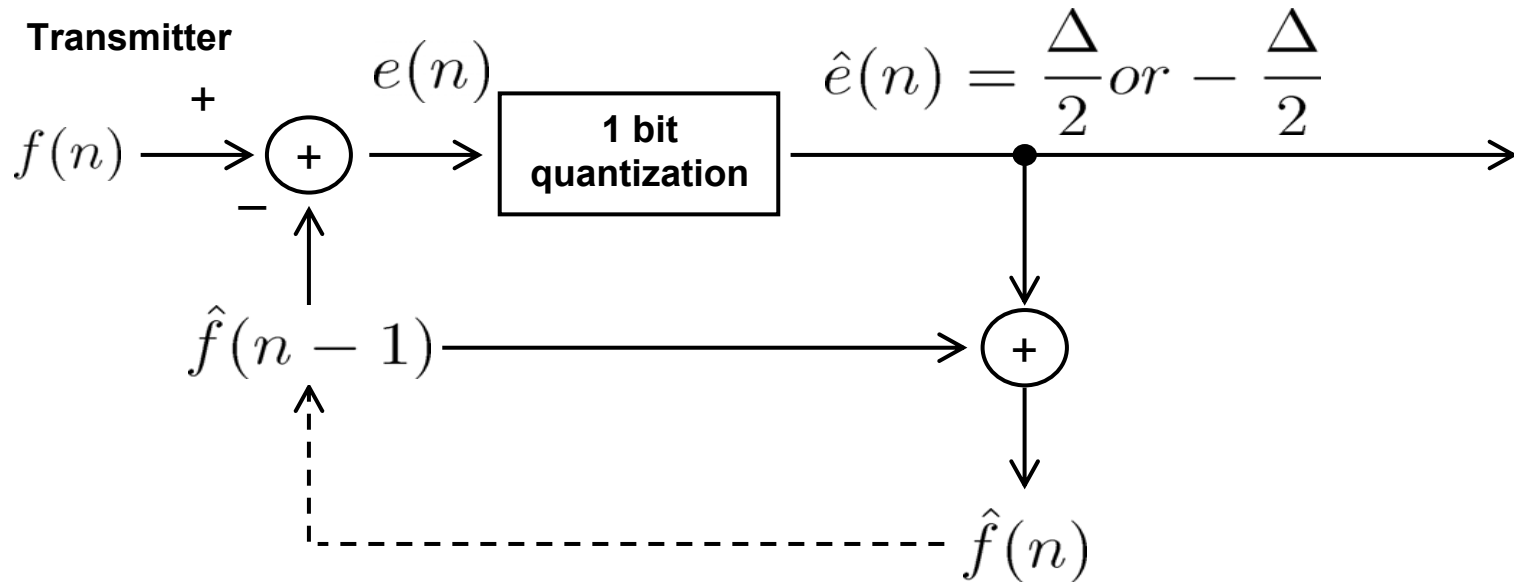 Transmitter
e(n)
ê(n) = Δ/2 or − Δ/2
+
f(n)
+
1 bit
quantization
−
f̂(n − 1)
+
f̂(n)